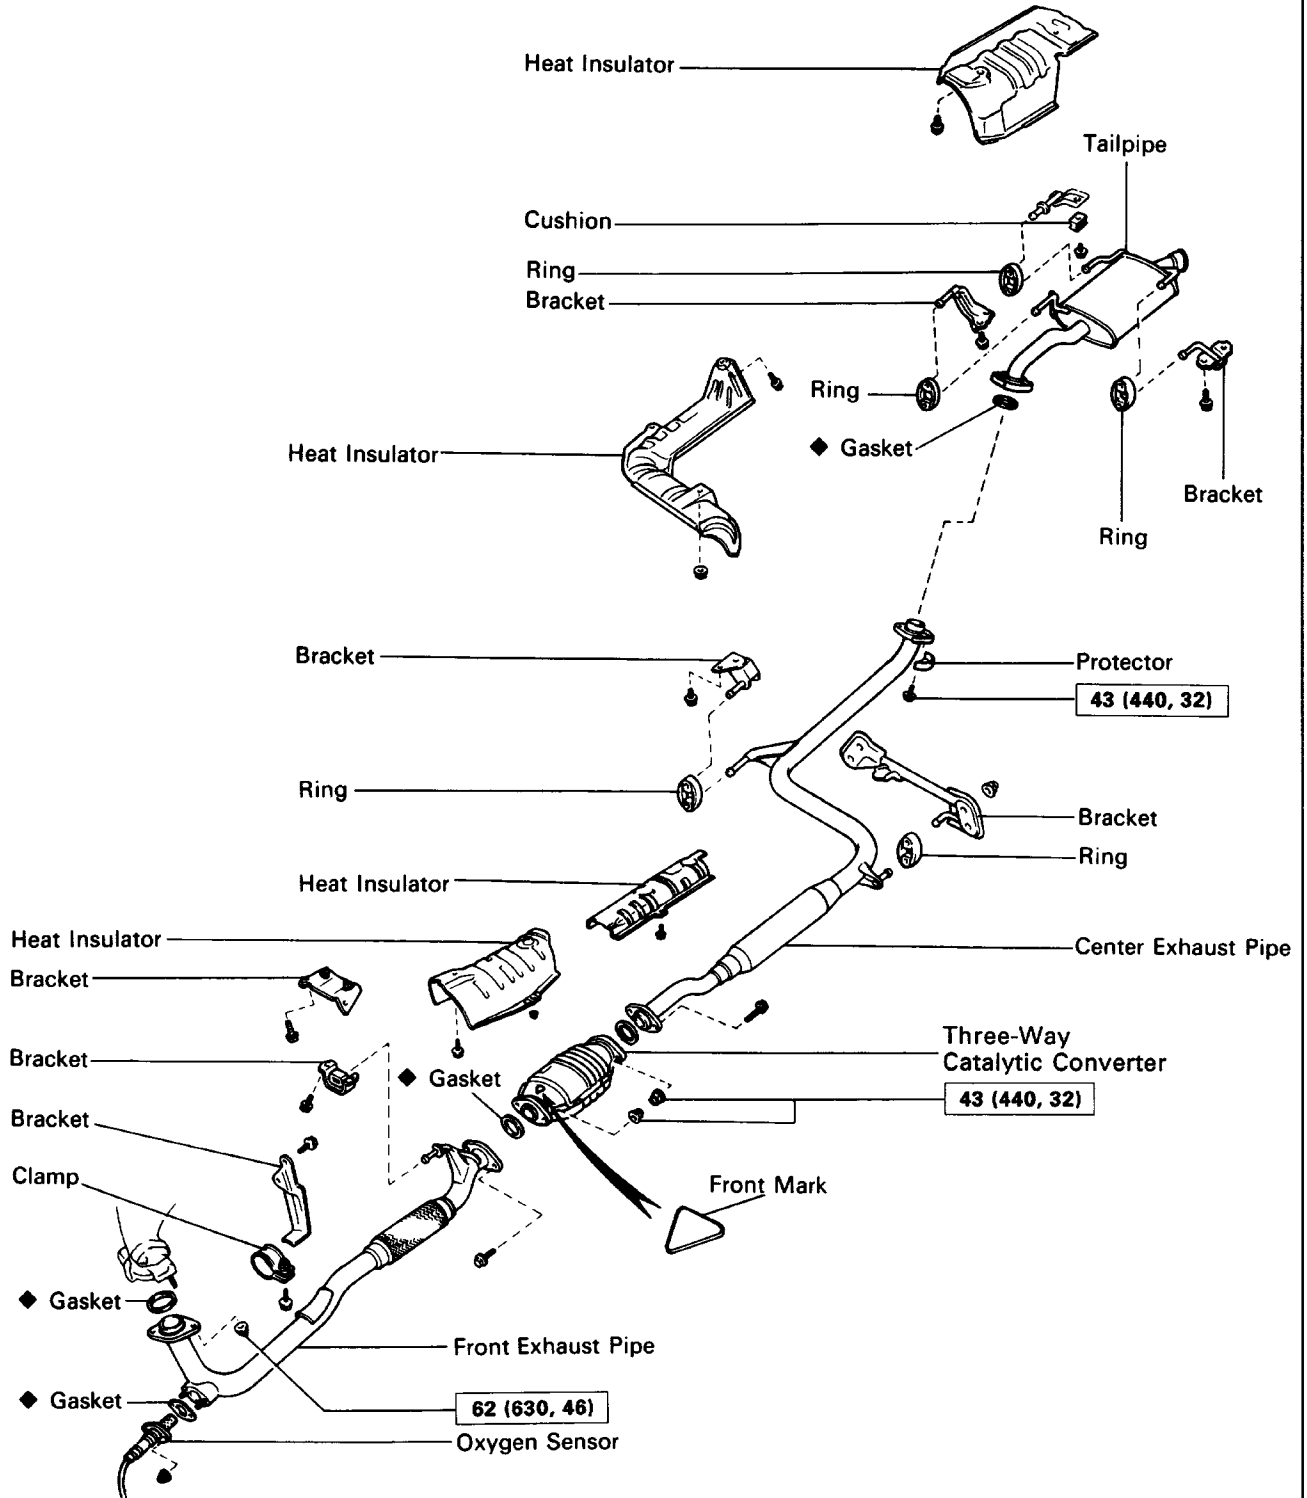 Heat Insulator
Tailpipe
Cushion
Ring
Bracket
Ring
◆ Gasket
Heat Insulator
Bracket
Ring
Bracket
Protector
43 (440, 32)
Ring
Bracket
Ring
Heat Insulator
Heat Insulator
Center Exhaust Pipe
Bracket
Three-Way
Catalytic Converter
Bracket
◆ Gasket
43 (440, 32)
Bracket
Clamp
Front Mark
◆ Gasket
Front Exhaust Pipe
◆ Gasket
62 (630, 46)
Oxygen Sensor